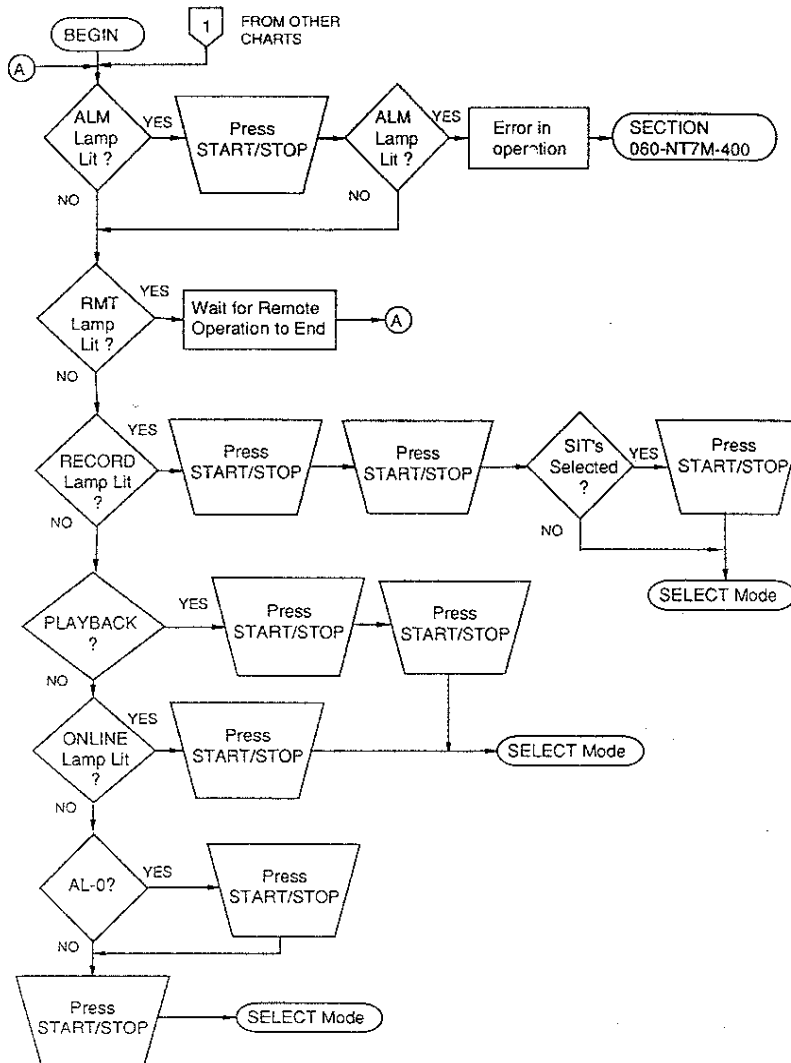 BEGIN
1
FROM OTHER
CHARTS
A
ALM
Lamp
Lit ?
YES
NO
Press
START/STOP
ALM
Lamp
Lit ?
YES
NO
Error in
operation
SECTION
060-NT7M-400
RMT
Lamp
Lit ?
YES
NO
Wait for Remote
Operation to End
A
RECORD
Lamp Lit
?
YES
NO
Press
START/STOP
Press
START/STOP
SIT's
Selected
?
YES
NO
Press
START/STOP
SELECT Mode
PLAYBACK
?
YES
NO
Press
START/STOP
Press
START/STOP
ONLINE
Lamp Lit
?
YES
NO
Press
START/STOP
SELECT Mode
AL-0?
YES
NO
Press
START/STOP
Press
START/STOP
SELECT Mode